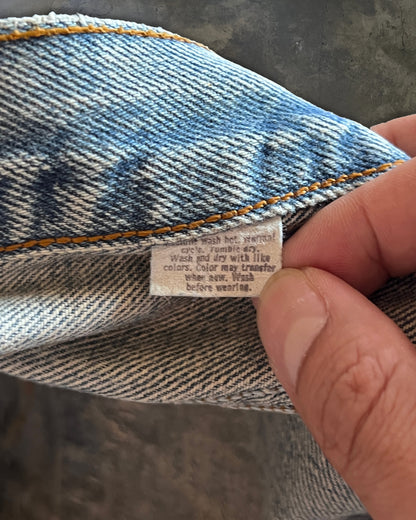 wash hot, normal
cycle. Tumble dry.
Wash and dry with like
colors. Color may transfer
when new. Wash
before wearing.